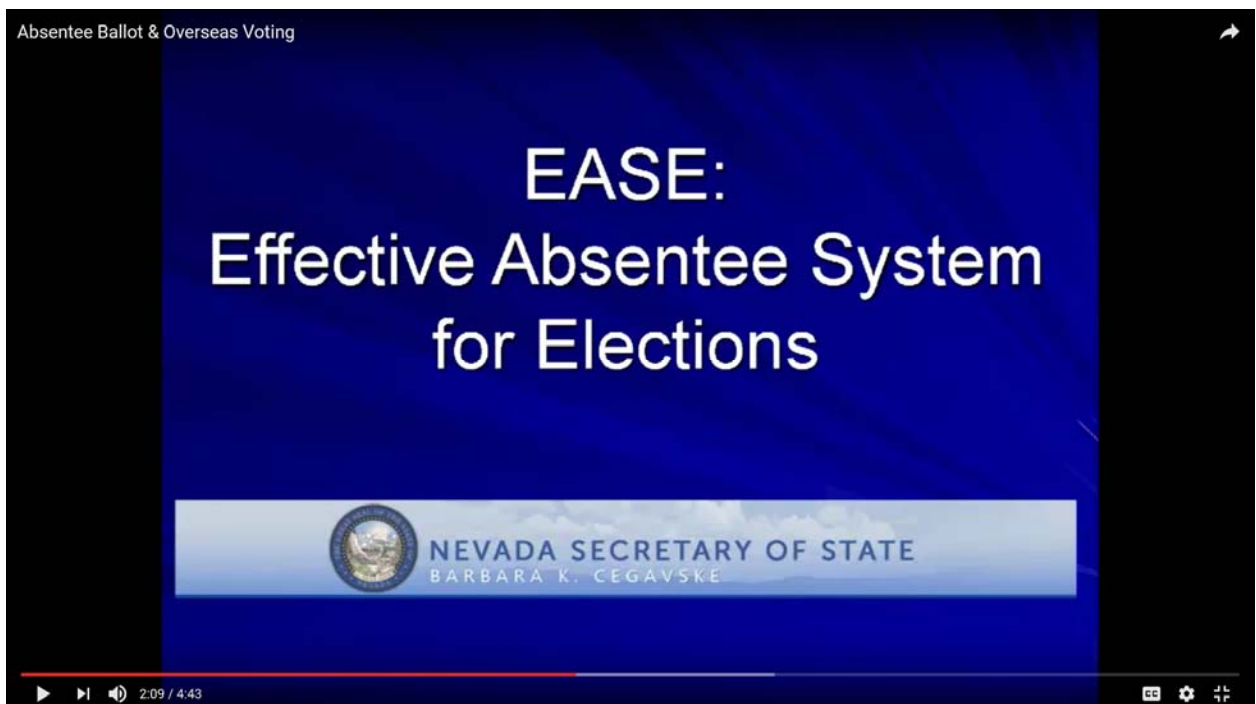 Absentee Ballot & Overseas Voting
EASE:
Effective Absentee System
for Elections
NEVADA SECRETARY OF STATE
BARBARA K. CEGAVSKE
2:09 / 4:43
CC